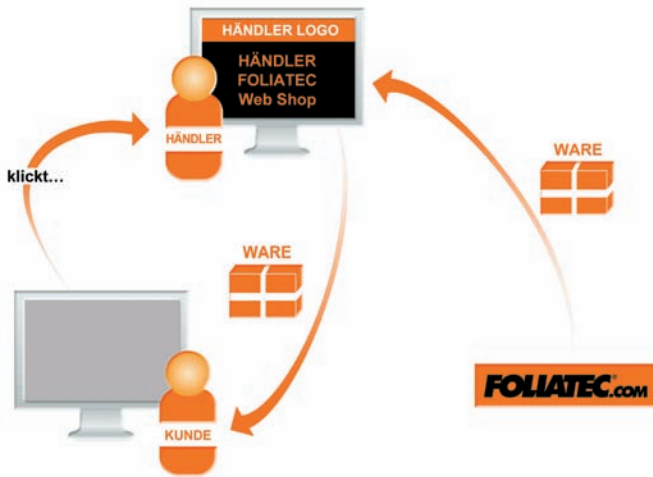 HÄNDLER LOGO
HÄNDLER
FOLIATEC
Web Shop
HÄNDLER
WARE
klickt...
WARE
FOLIATEC®.COM
KUNDE